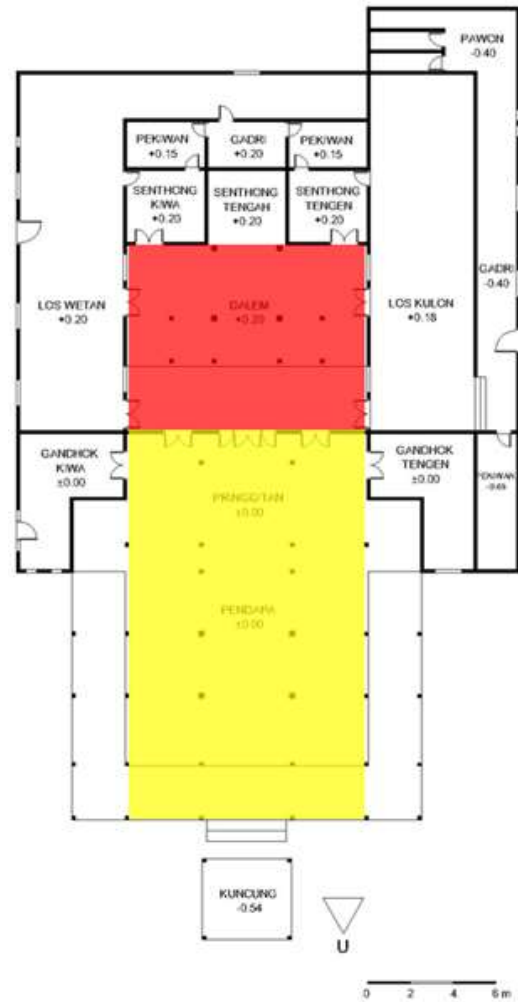 PAWON
-0.40
PEKIWAN
+0.15
GADRI
+0.20
PEKIWAN
+0.15
SENTHONG
KIWA
+0.20
SENTHONG
TENGAH
+0.20
SENTHONG
TENGEN
+0.20
GADRI
-0.40
LOS WETAN
+0.20
DALEM
+0.20
LOS KULON
+0.18
GANDHOK
KIWA
±0.00
GANDHOK
TENGEN
±0.00
PEKIWAN
PRINGGITAN
±0.00
PENDAPA
±0.00
KUNCUNG
-0.54
U
0 2 4 6 m